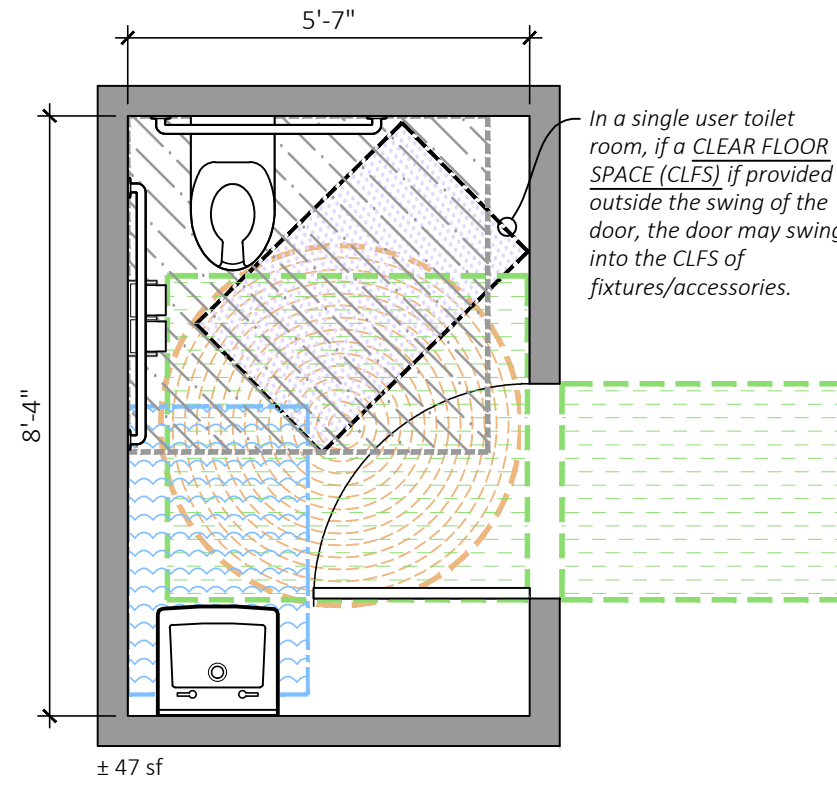 5'-7"
In a single user toilet
room, if a CLEAR FLOOR
SPACE (CLFS) if provided
outside the swing of the
door, the door may swing
into the CLFS of
fixtures/accessories.
8'-4"
± 47 sf